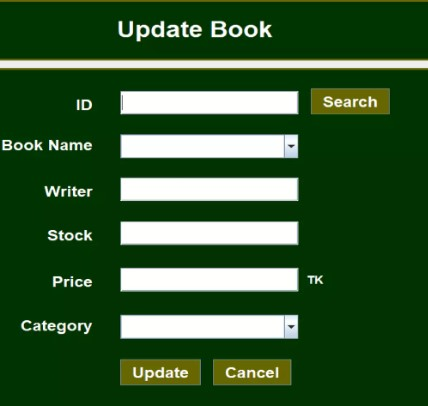 Update Book
ID Search
Book Name
Writer
Stock
Price TK
Category
Update Cancel